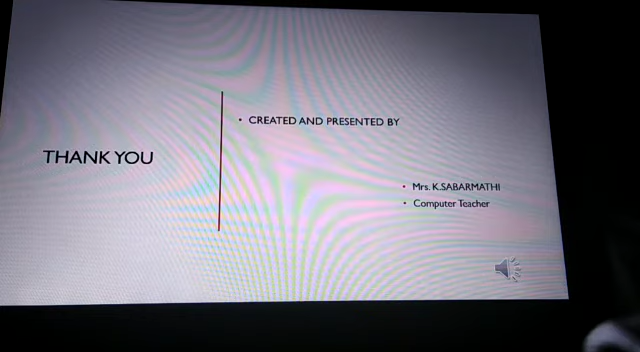 THANK YOU
• CREATED AND PRESENTED BY
• Mrs. K.SABARMATHI
• Computer Teacher